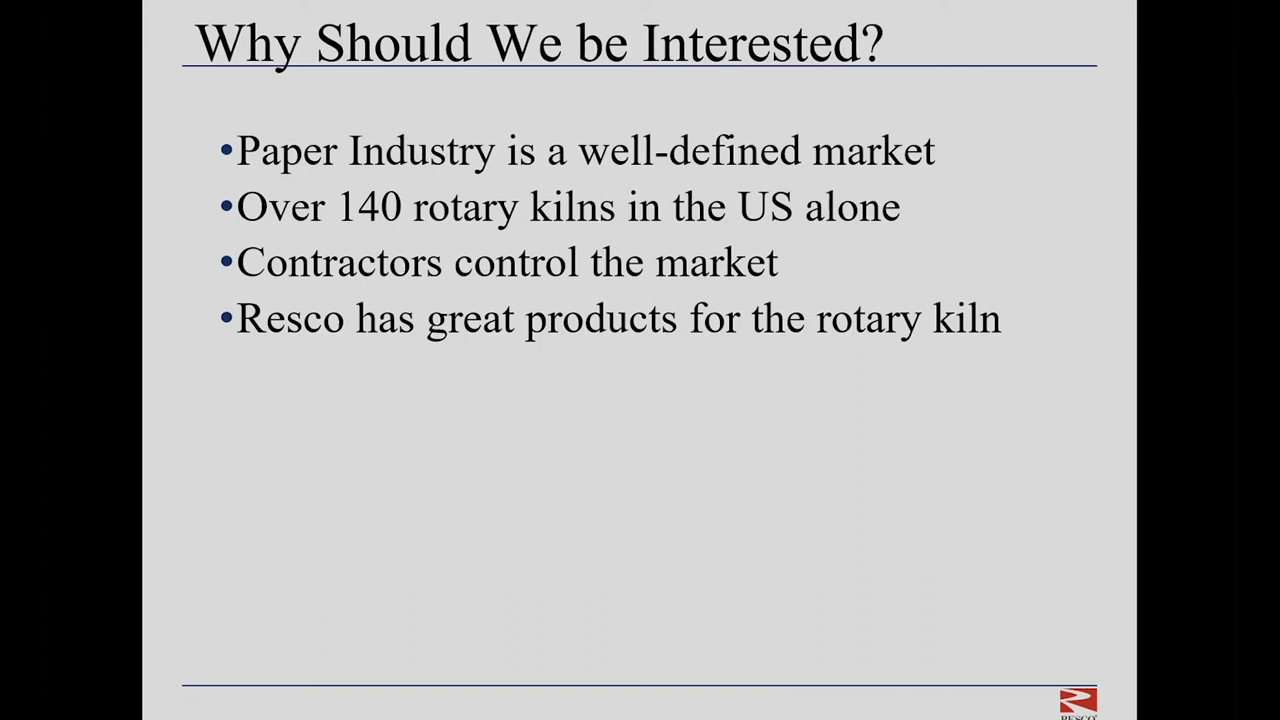 Why Should We be Interested?
•Paper Industry is a well-defined market
•Over 140 rotary kilns in the US alone
•Contractors control the market
•Resco has great products for the rotary kiln
RESCO